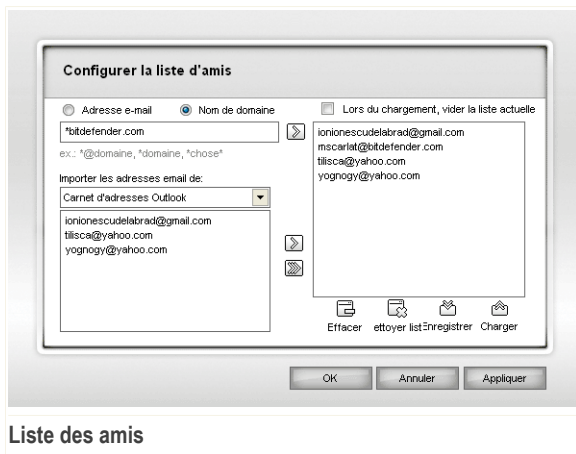 Configurer la liste d'amis
Adresse e-mail
Nom de domaine
*bitdefender.com
ex.: *@domaine, *domaine, *chose*
Importer les adresses email de:
Carnet d'adresses Outlook
ionionescudelabrad@gmail.com
tilisca@yahoo.com
yognogy@yahoo.com
Lors du chargement, vider la liste actuelle
ionionescudelabrad@gmail.com
mscarlat@bitdefender.com
tilisca@yahoo.com
yognogy@yahoo.com
Effacer ettoyer list Enregistrer Charger
OK Annuler Appliquer
Liste des amis